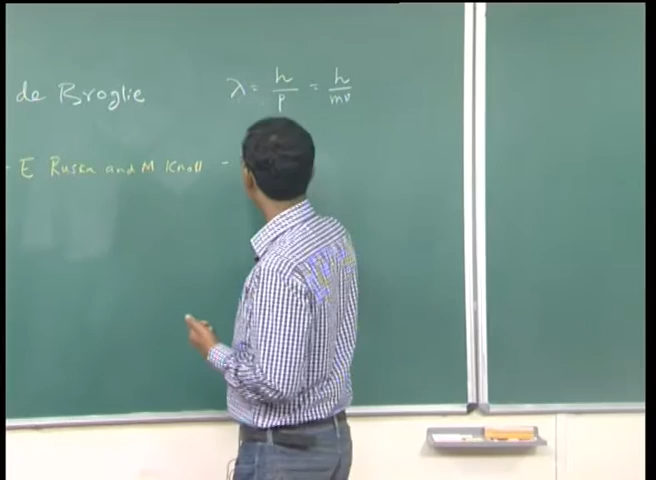 de Broglie λ = h/p = h/mv
- E Ruska and M Knoll -